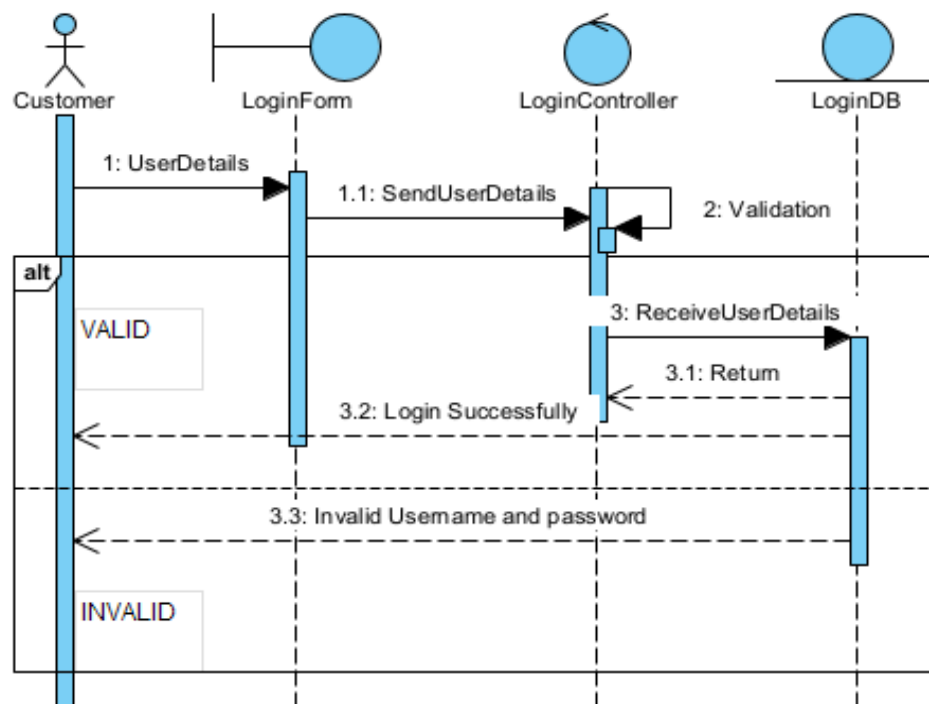 Customer
LoginForm
LoginController
LoginDB
1: UserDetails
1.1: SendUserDetails
2: Validation
alt
VALID
3: ReceiveUserDetails
3.1: Return
3.2: Login Successfully
3.3: Invalid Username and password
INVALID